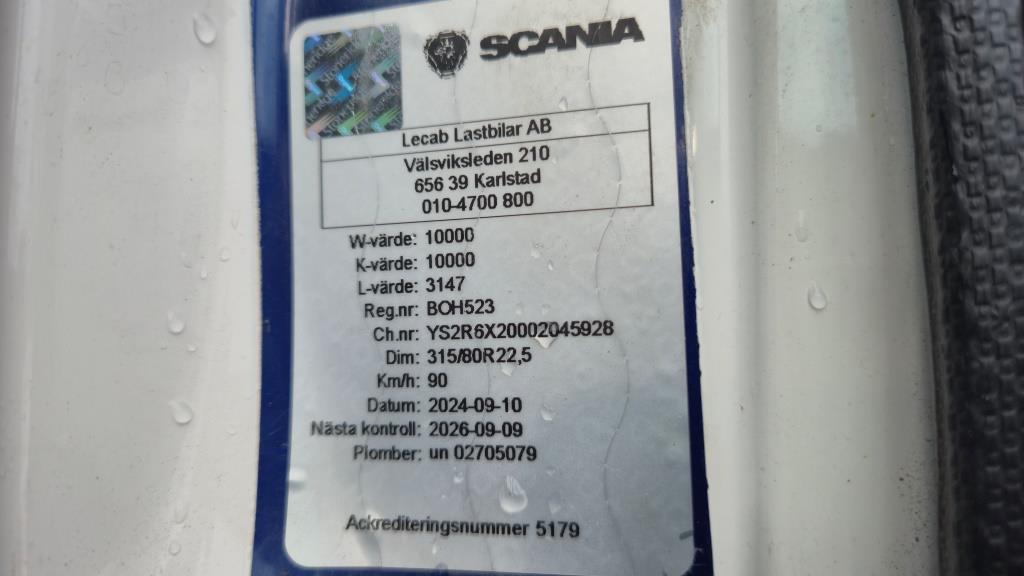 SCANIA
Lecab Lastbilar AB
Välsviksleden 210
656 39 Karlstad
010-4700 800
W-värde: 10000
K-värde: 10000
L-värde: 3147
Reg.nr: BOH523
Ch.nr: YS2R6X20002045928
Dim: 315/80R22,5
Km/h: 90
Datum: 2024-09-10
Nästa kontroll: 2026-09-09
Plomber: un 02705079
Ackrediteringsnummer 5179